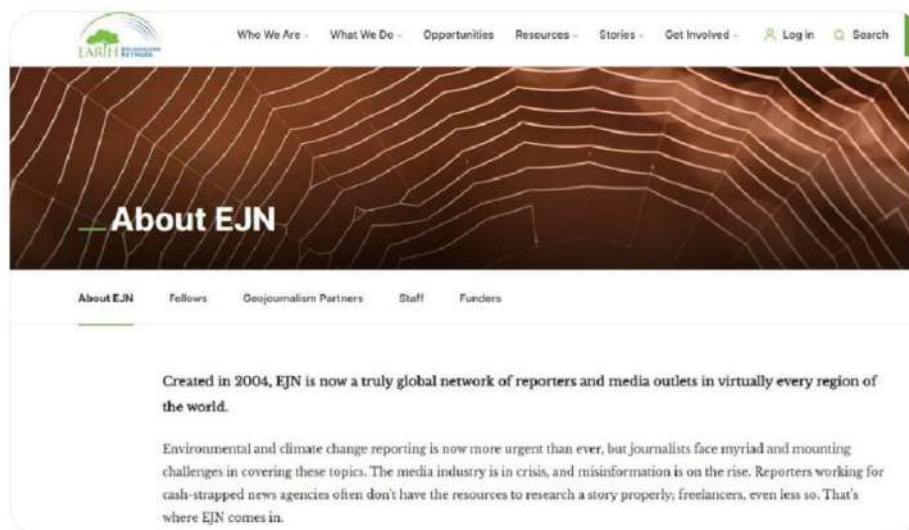 EARTH JOURNALISM
NETWORK
Who We Are
What We Do
Opportunities
Resources
Stories
Get Involved
Log in
Search
About EJN
About EJN
Fellows
Geojournalism Partners
Staff
Funders
Created in 2004, EJN is now a truly global network of reporters and media outlets in virtually every region of
the world.
Environmental and climate change reporting is now more urgent than ever, but journalists face myriad and mounting
challenges in covering these topics. The media industry is in crisis, and misinformation is on the rise. Reporters working for
cash-strapped news agencies often don't have the resources to research a story properly; freelancers, even less so. That's
where EJN comes in.